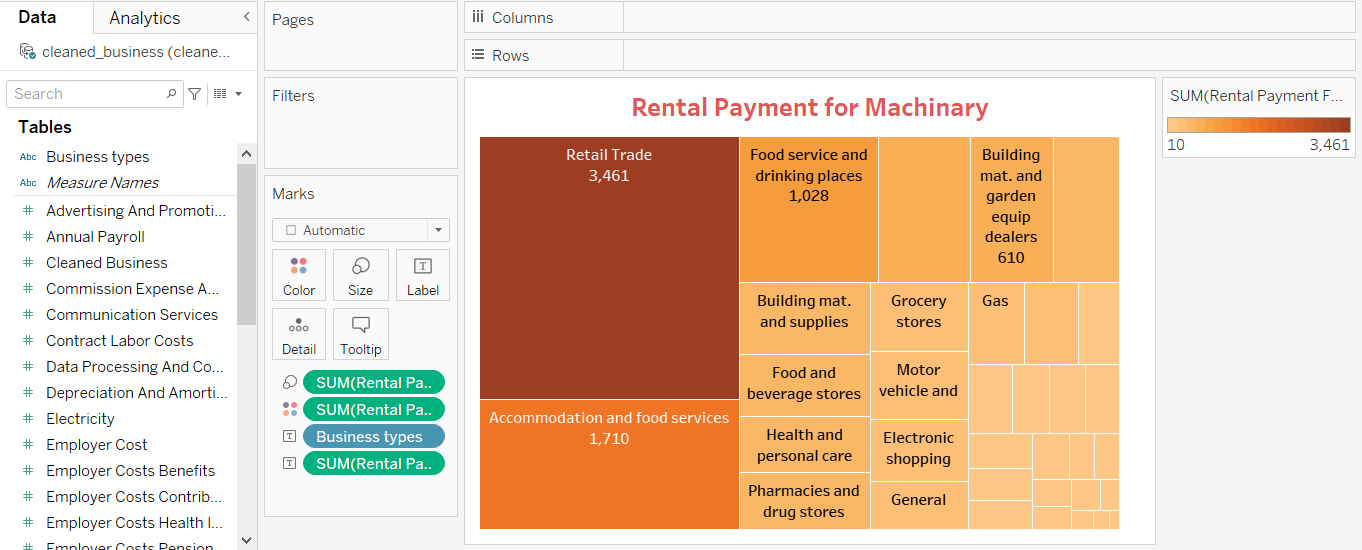 Data
Analytics
<
cleaned_business (cleane...
Search
Tables
Abc Business types
Abc Measure Names
# Advertising And Promoti...
# Annual Payroll
# Cleaned Business
# Commission Expense A...
# Communication Services
# Contract Labor Costs
# Data Processing And Co...
# Depreciation And Amorti...
# Electricity
# Employer Cost
# Employer Costs Benefits
# Employer Costs Contrib...
# Employer Costs Health I...
# Employer Costs Pension
Pages
Filters
Marks
Automatic
Color
Size
T
Label
Detail
Tooltip
SUM(Rental Pa..
SUM(Rental Pa..
T Business types
T SUM(Rental Pa..
Columns
Rows
Rental Payment for Machinary
Retail Trade
3,461
Accommodation and food services
1,710
Food service and
drinking places
1,028
Building
mat. and
garden
equip
dealers
610
Building mat.
and supplies
Grocery
stores
Gas
Food and
beverage stores
Motor
vehicle and
Health and
personal care
Electronic
shopping
Pharmacies and
drug stores
General
SUM(Rental Payment F...
10
3,461